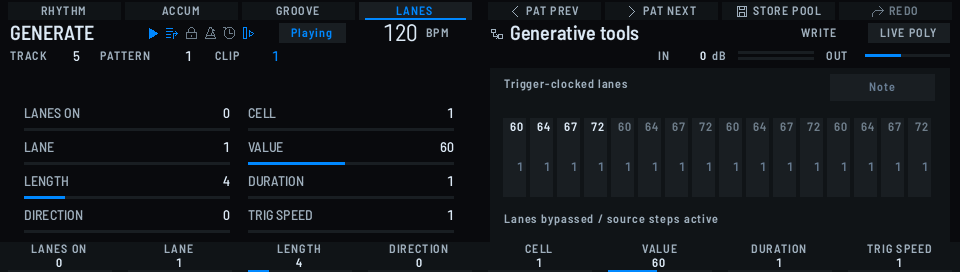 RHYTHM ACCUM GROOVE LANES PAT PREV PAT NEXT STORE POOL REDO
GENERATE Playing 120 BPM Generative tools WRITE LIVE POLY
TRACK 5 PATTERN 1 CLIP 1 IN 0 dB OUT
Trigger-clocked lanes Note
LANES ON 0 CELL 1
LANE 1 VALUE 60
LENGTH 4 DURATION 1
DIRECTION 0 TRIG SPEED 1
60 64 67 72 60 64 67 72 60 64 67 72 60 64 67 72
1 1 1 1 1 1 1 1 1 1 1 1 1 1 1 1
Lanes bypassed / source steps active
LANES ON LANE LENGTH DIRECTION CELL VALUE DURATION TRIG SPEED
0 1 4 0 1 60 1 1